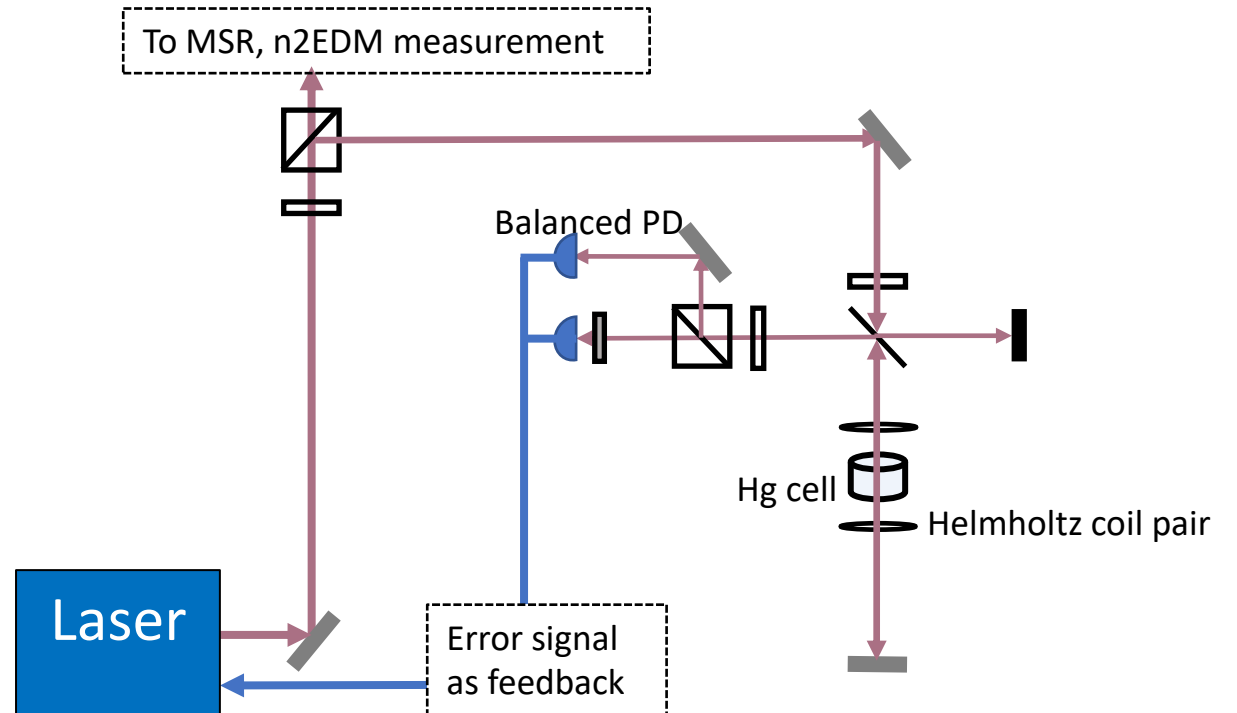 To MSR, n2EDM measurement
Balanced PD
Hg cell
Helmholtz coil pair
Laser
Error signal
as feedback